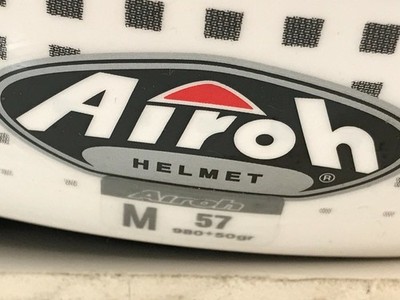 Airoh
HELMET ®
Airoh
M 57
980+50gr